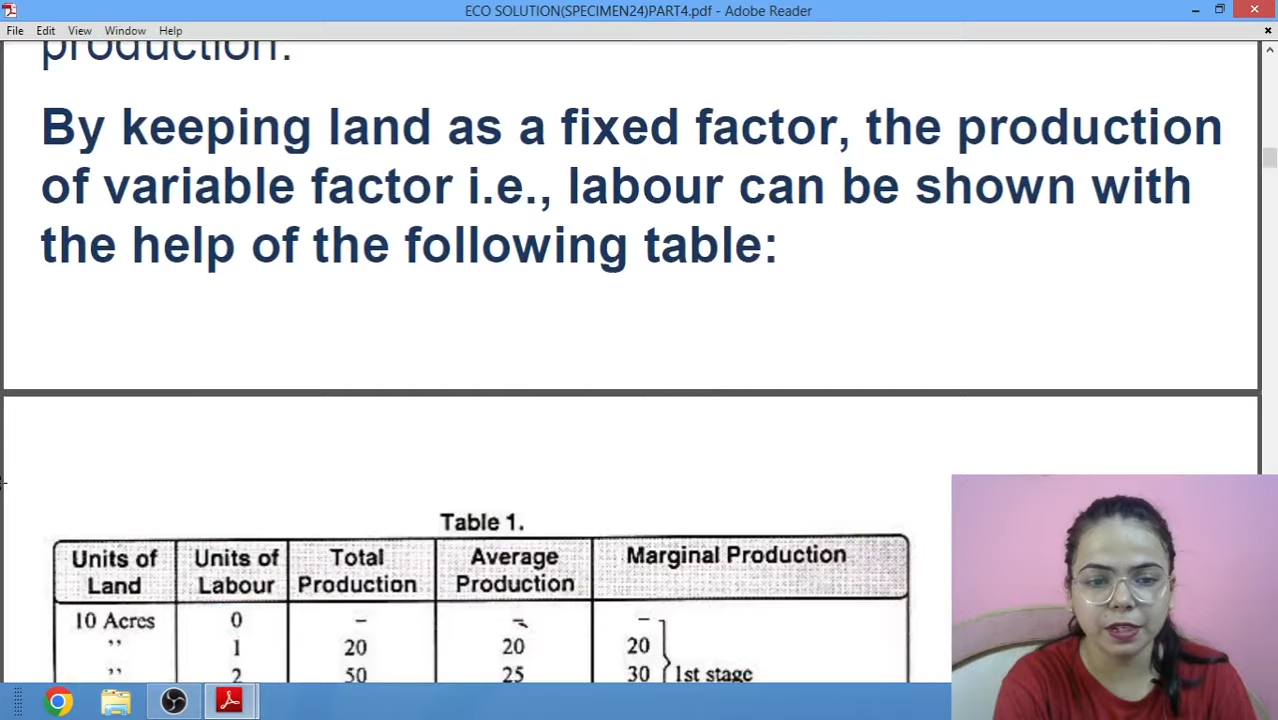 ECO SOLUTION(SPECIMEN24)PART4.pdf - Adobe Reader
File Edit View Window Help
production.
By keeping land as a fixed factor, the production
of variable factor i.e., labour can be shown with
the help of the following table:
Table 1.
Units of Land Units of Labour Total Production Average Production Marginal Production
10 Acres 0 – – –
,, 1 20 20 20
,, 2 50 25 30 1st stage